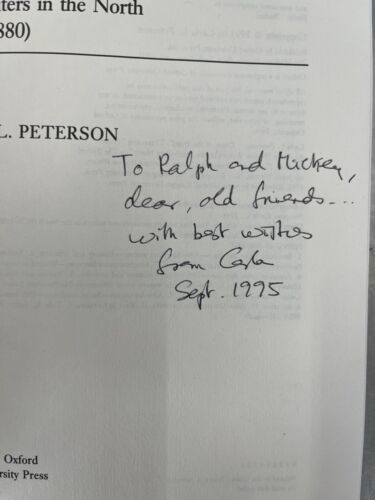 ters in the North
880)
L. PETERSON
To Ralph and Mickey,
dear, old friends...
with best wishes
from Carla
Sept. 1995
Oxford
rsity Press